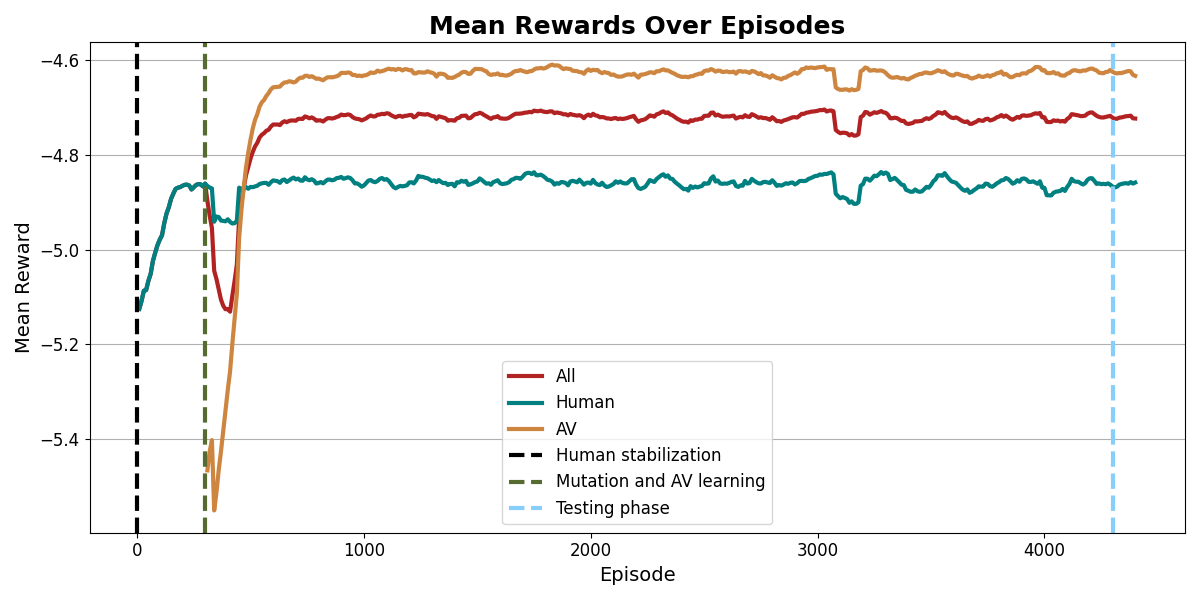 Mean Rewards Over Episodes
Mean Reward
−4.6
−4.8
−5.0
−5.2
−5.4
All
Human
AV
Human stabilization
Mutation and AV learning
Testing phase
0 1000 2000 3000 4000
Episode